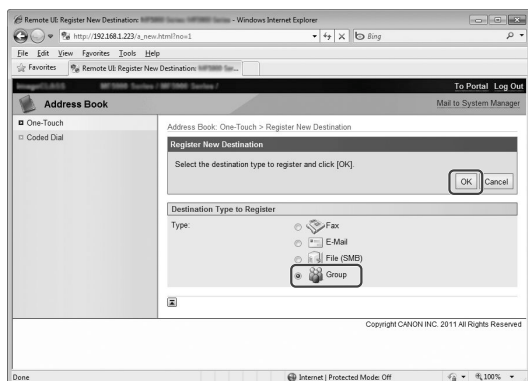 Remote UI: Register New Destination: - Windows Internet Explorer
http://192.168.1.223/a_new.html?no=1
Bing
File Edit View Favorites Tools Help
Favorites
Remote UI: Register New Destination:
To Portal Log Out
Address Book
Mail to System Manager
One-Touch
Coded Dial
Address Book: One-Touch > Register New Destination
Register New Destination
Select the destination type to register and click [OK].
OK Cancel
Destination Type to Register
Type:
Fax
E-Mail
File (SMB)
Group
Copyright CANON INC. 2011 All Rights Reserved
Done
Internet | Protected Mode: Off
100%